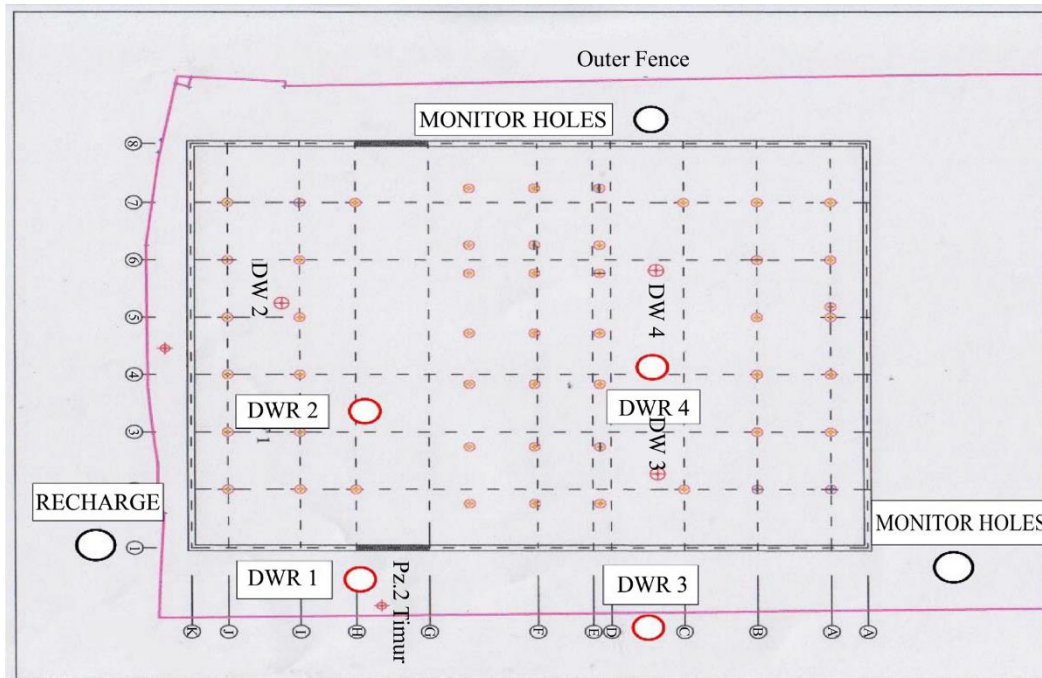 Outer Fence
MONITOR HOLES
8
7
6
DW 2
DW 4
5
4
DWR 2
DWR 4
3
1
DW 3
RECHARGE
MONITOR HOLES
1
DWR 1
Pz.2 Timur
DWR 3
K
J
I
H
G
F
E
D
C
B
A
A